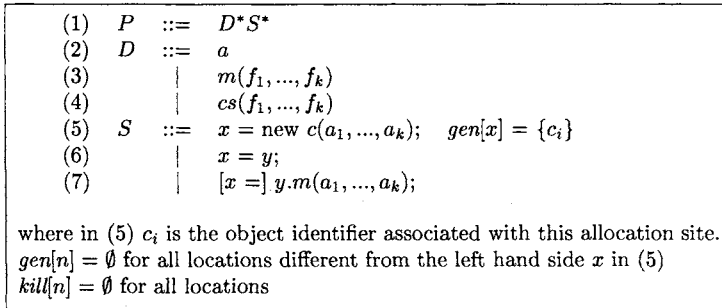 (1) P ::= D*S*
(2) D ::= a
(3) | m(f₁, ..., fₖ)
(4) | cs(f₁, ..., fₖ)
(5) S ::= x = new c(a₁, ..., aₖ); gen[x] = {cᵢ}
(6) | x = y;
(7) | [x =] y.m(a₁, ..., aₖ);
where in (5) cᵢ is the object identifier associated with this allocation site.
gen[n] = ∅ for all locations different from the left hand side x in (5)
kill[n] = ∅ for all locations